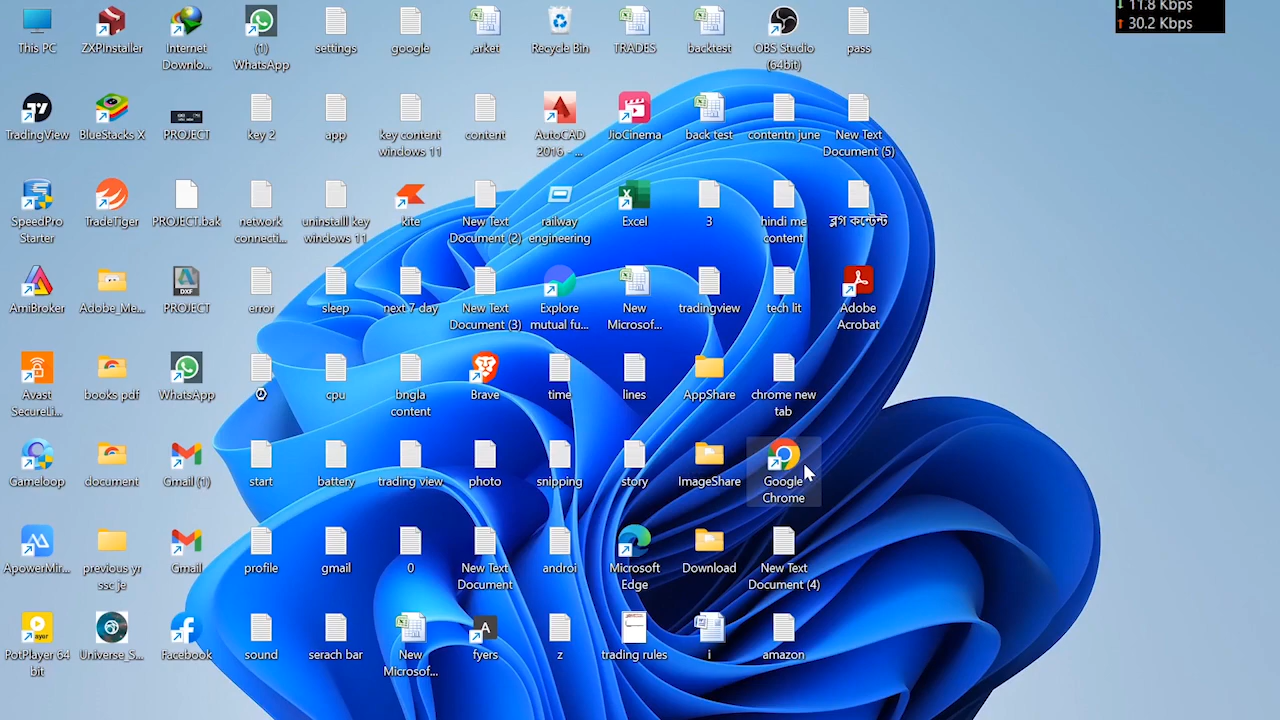 ↓ 11.8 Kbps
↑ 30.2 Kbps
This PC
ZXPInstaller
Internet
Downlo...
(1)
WhatsApp
settings
google
.arket
Recycle Bin
TRADES
backtest
OBS Studio
(64bit)
pass
TradingView
BlueStacks X
PROJECT
key 2
app
key content
windows 11
content
AutoCAD
2016 - ...
JioCinema
back test
contentn june
New Text
Document (5)
SpeedPro
Starter
TradeTiger
PROJECT.bak
network
connecti...
uninstalll key
windows 11
kite
New Text
Document (2)
railway
engineering
Excel
3
hindi me
content
ব্লগ কন্টেন্ট
AmiBroker
Adobe_Me...
DXF
PROJECT
error
sleep
next 7 day
New Text
Document (3)
Explore
mutual fu...
New
Microsof...
tradingview
tech lit
Adobe
Acrobat
Avast
SecureLi...
books pdf
WhatsApp
cpu
bngla
content
Brave
time
lines
AppShare
chrome new
tab
Gameloop
document
Gmail (1)
start
battery
trading view
photo
snipping
story
ImageShare
Google
Chrome
ApowerMir...
previous yr
ssc je
Gmail
profile
gmail
0
New Text
Document
androi
Microsoft
Edge
Download
New Text
Document (4)
PotPlayer 64
bit
Universe_S...
Facebook
sound
serach bar
New
Microsof...
fyers
z
trading rules
i
amazon